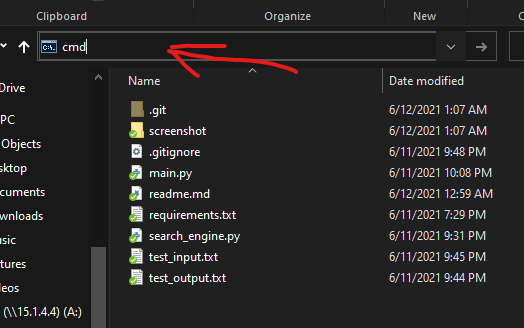 Clipboard Organize New
C:\. cmd
Name Date modified
Drive
PC
Objects
sktop
cuments
usic
tures
deos
(\\15.1.4.4) (A:)
.git 6/12/2021 1:07 AM
screenshot 6/12/2021 1:07 AM
.gitignore 6/11/2021 9:48 PM
main.py 6/11/2021 10:08 PM
readme.md 6/12/2021 12:59 AM
requirements.txt 6/11/2021 7:29 PM
search_engine.py 6/11/2021 9:31 PM
test_input.txt 6/11/2021 9:45 PM
test_output.txt 6/11/2021 9:44 PM